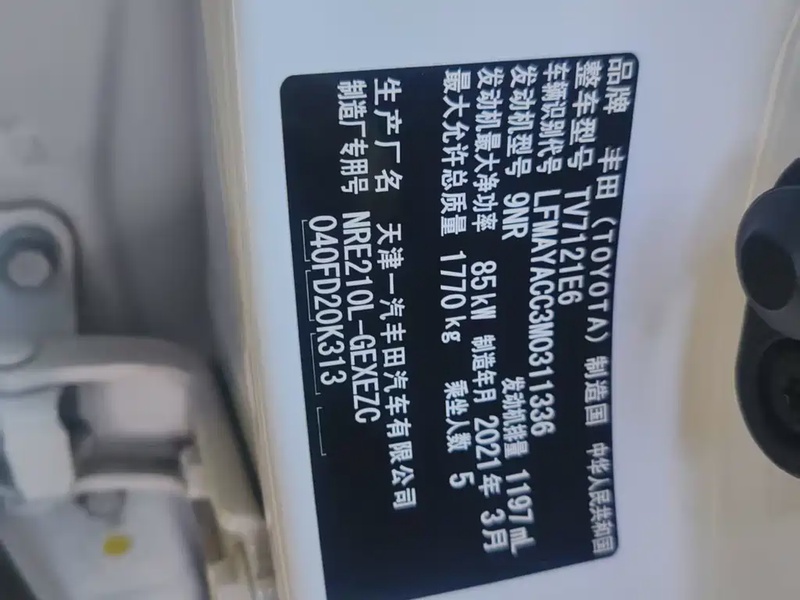 品牌 丰田(TOYOTA) 制造国 中华人民共和国
整车型号 TV7121E6
车辆识别代号 LFMAYACC3M0311336
发动机型号 9NR 发动机排量 1197mL
发动机最大净功率 85kW 制造年月 2021年 3月
最大允许总质量 1770kg 乘坐人数 5
生产厂名 天津一汽丰田汽车有限公司
制造厂专用号 NRE210L-GEXEZC
040FD20K313